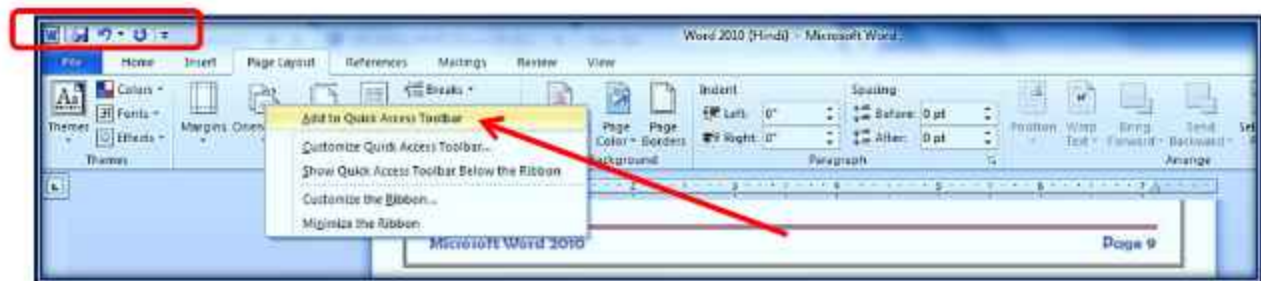 Word 2010 (Hindi) - Microsoft Word
File Home Insert Page Layout References Mailings Review View
Colors Breaks Indent Spacing
Themes Fonts Margins Page Color Page Borders Left: 0" Before: 0 pt Position Wrap Text Bring Forward Send Backward
Effects Right: 0" After: 0 pt
Themes Paragraph Arrange
Add to Quick Access Toolbar
Customize Quick Access Toolbar...
Show Quick Access Toolbar Below the Ribbon
Customize the Ribbon...
Minimize the Ribbon
Microsoft Word 2010 Page 9